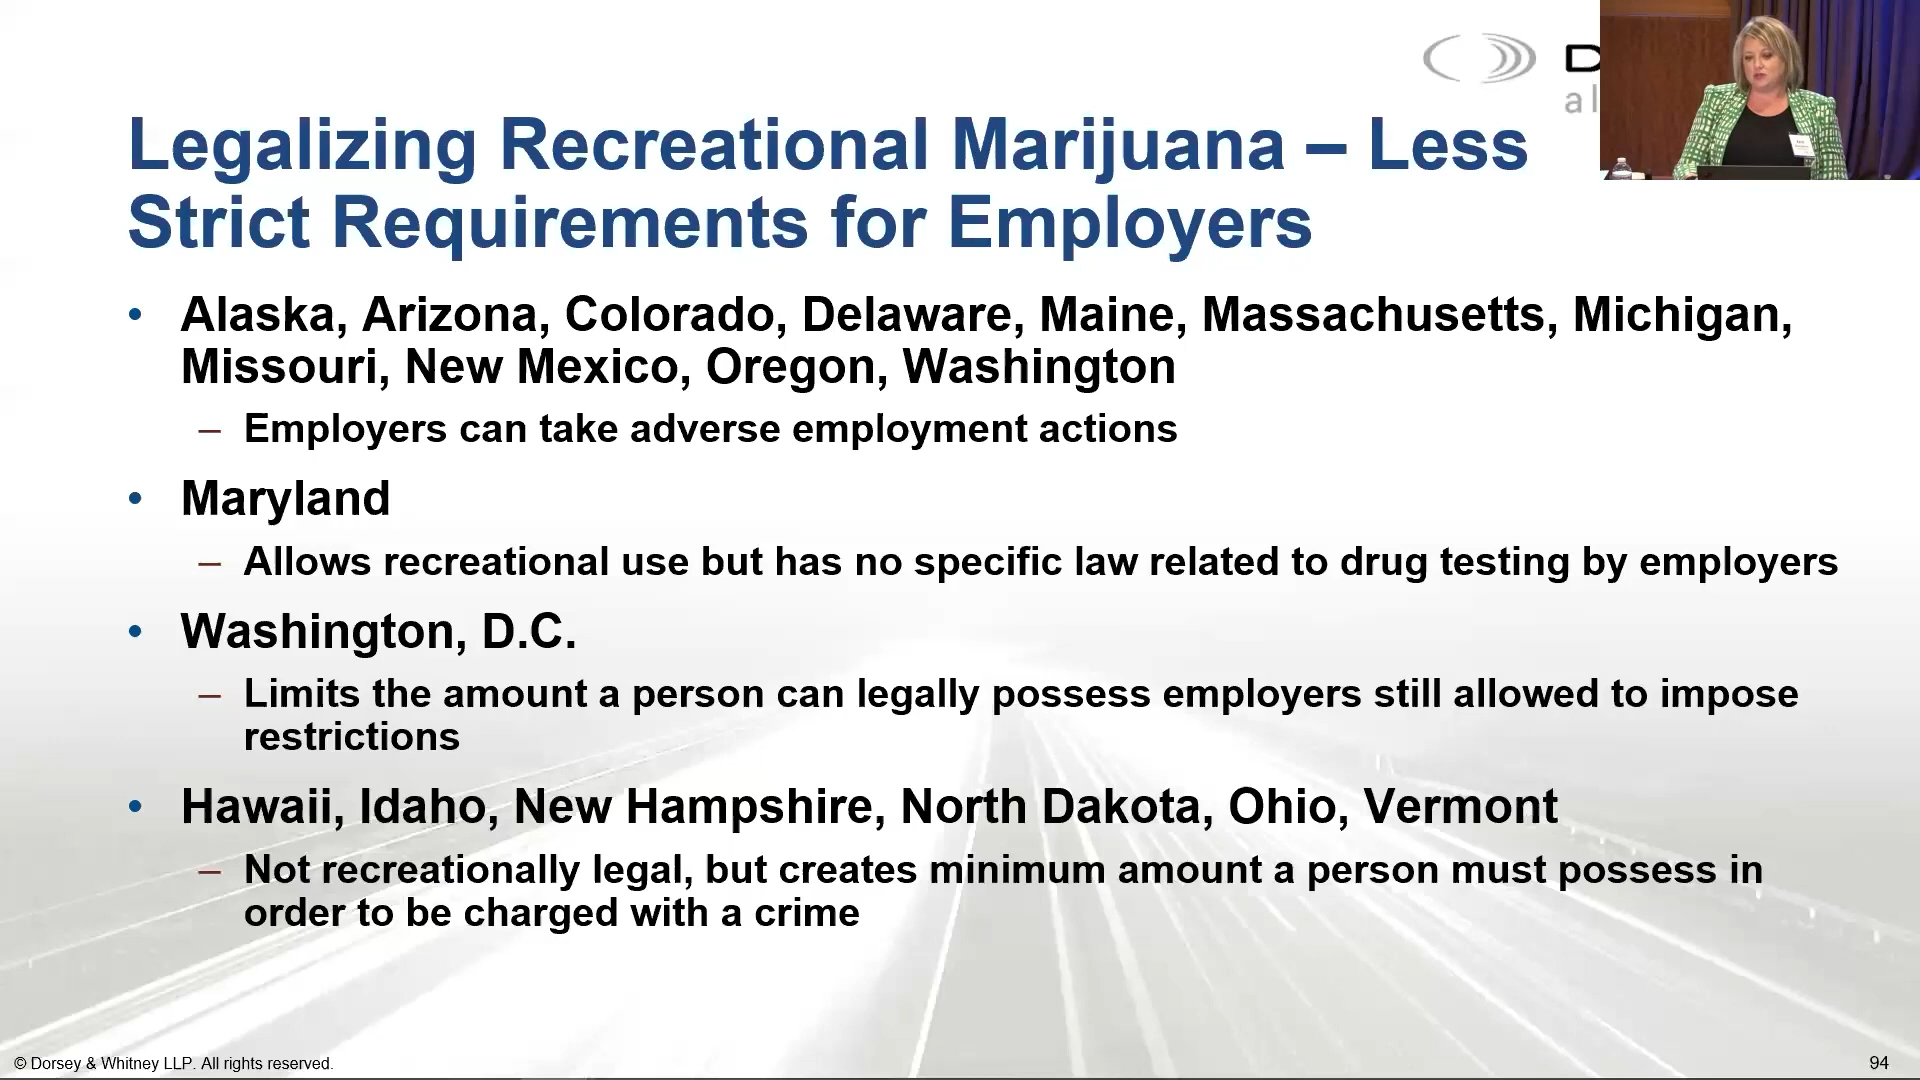 Legalizing Recreational Marijuana – Less
Strict Requirements for Employers
• Alaska, Arizona, Colorado, Delaware, Maine, Massachusetts, Michigan,
Missouri, New Mexico, Oregon, Washington
– Employers can take adverse employment actions
• Maryland
– Allows recreational use but has no specific law related to drug testing by employers
• Washington, D.C.
– Limits the amount a person can legally possess employers still allowed to impose
restrictions
• Hawaii, Idaho, New Hampshire, North Dakota, Ohio, Vermont
– Not recreationally legal, but creates minimum amount a person must possess in
order to be charged with a crime
© Dorsey & Whitney LLP. All rights reserved.
94